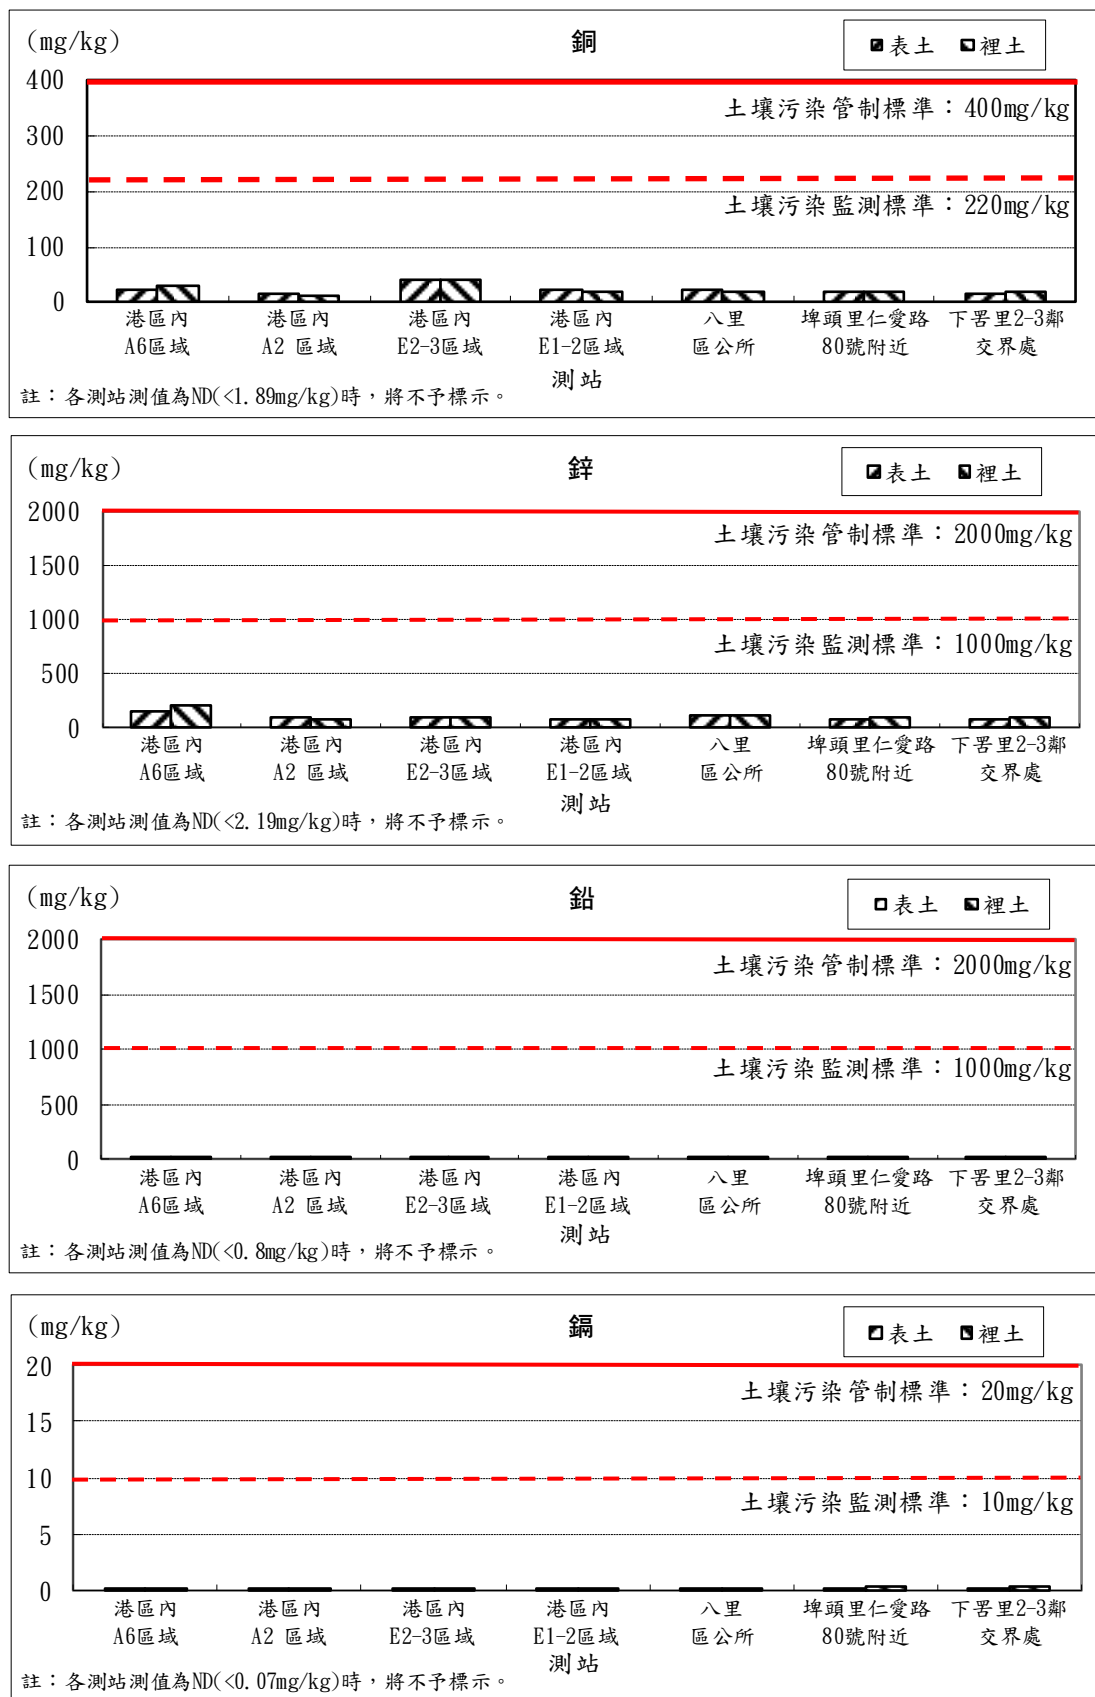 (mg/kg)
銅
表土 裡土
400
土壤污染管制標準：400mg/kg
300
200
土壤污染監測標準：220mg/kg
100
0
港區內 港區內 港區內 港區內 八里 埤頭里仁愛路 下罟里2-3鄰
A6區域 A2 區域 E2-3區域 E1-2區域 區公所 80號附近 交界處
測站
註：各測站測值為ND(<1.89mg/kg)時，將不予標示。
(mg/kg)
鋅
表土 裡土
2000
土壤污染管制標準：2000mg/kg
1500
1000
土壤污染監測標準：1000mg/kg
500
0
港區內 港區內 港區內 港區內 八里 埤頭里仁愛路 下罟里2-3鄰
A6區域 A2 區域 E2-3區域 E1-2區域 區公所 80號附近 交界處
測站
註：各測站測值為ND(<2.19mg/kg)時，將不予標示。
(mg/kg)
鉛
表土 裡土
2000
土壤污染管制標準：2000mg/kg
1500
1000
土壤污染監測標準：1000mg/kg
500
0
港區內 港區內 港區內 港區內 八里 埤頭里仁愛路 下罟里2-3鄰
A6區域 A2 區域 E2-3區域 E1-2區域 區公所 80號附近 交界處
測站
註：各測站測值為ND(<0.8mg/kg)時，將不予標示。
(mg/kg)
鎘
表土 裡土
20
土壤污染管制標準：20mg/kg
15
10
土壤污染監測標準：10mg/kg
5
0
港區內 港區內 港區內 港區內 八里 埤頭里仁愛路 下罟里2-3鄰
A6區域 A2 區域 E2-3區域 E1-2區域 區公所 80號附近 交界處
測站
註：各測站測值為ND(<0.07mg/kg)時，將不予標示。